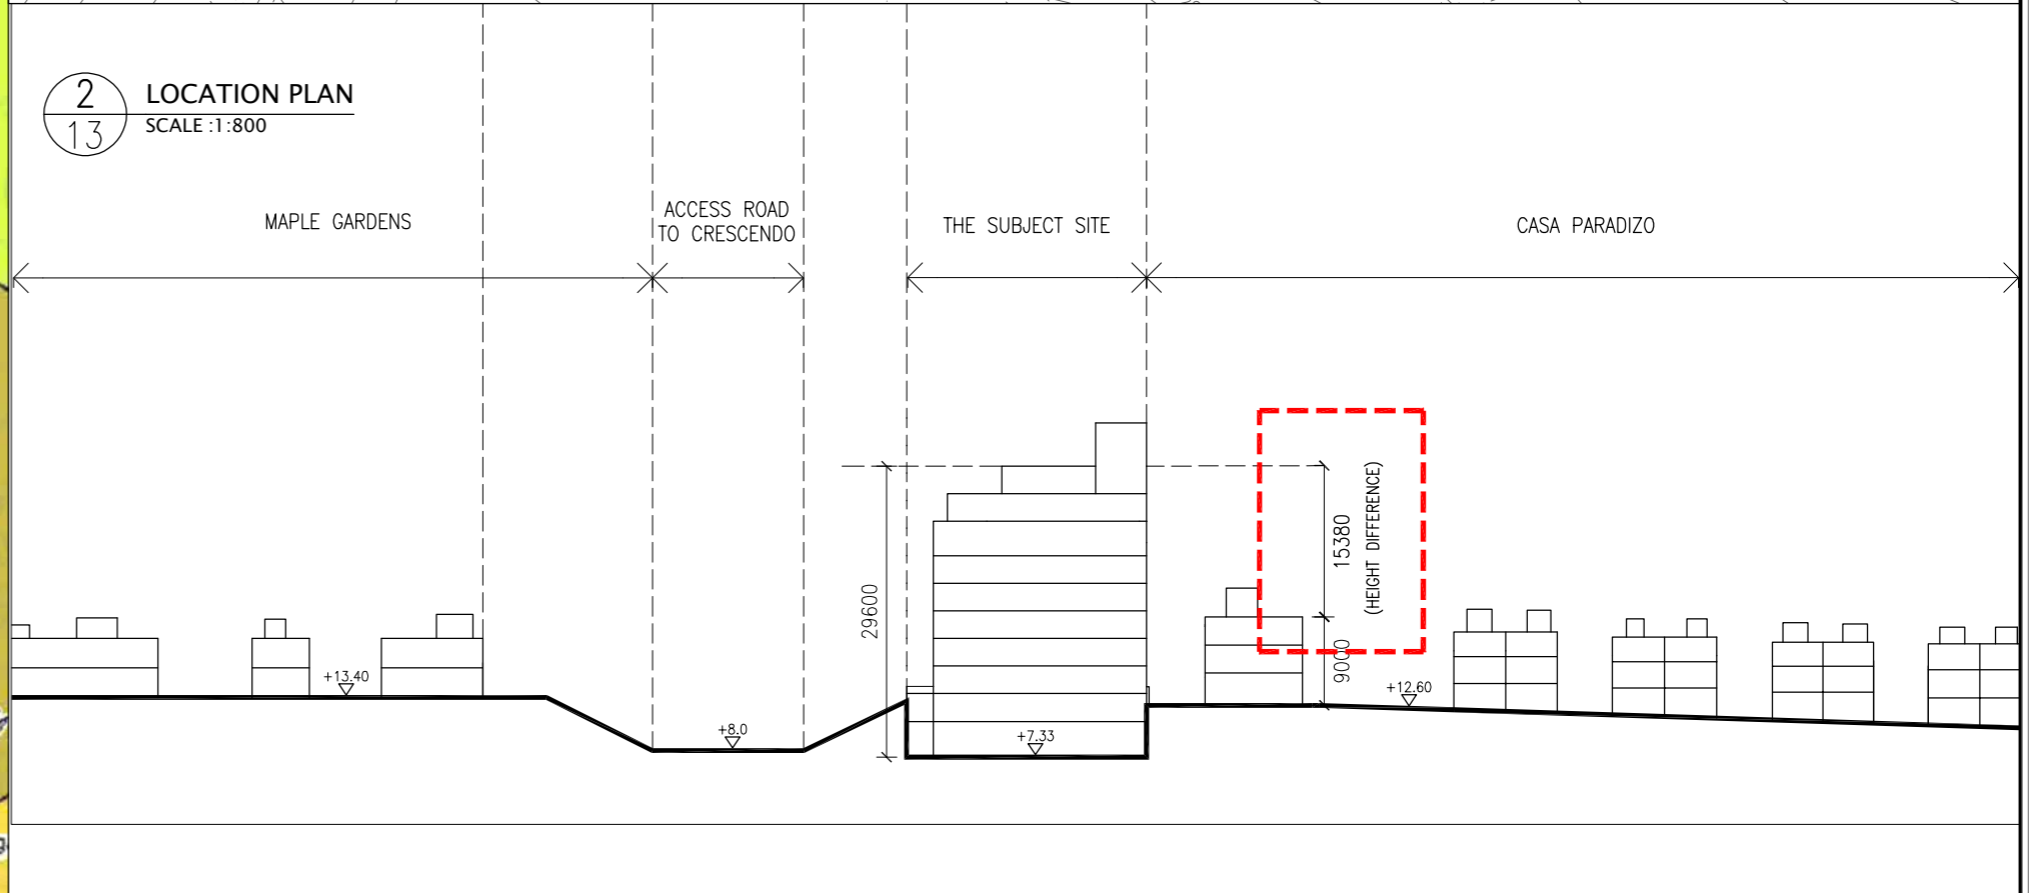 2
13
LOCATION PLAN
SCALE :1:800
MAPLE GARDENS
ACCESS ROAD
TO CRESCENDO
THE SUBJECT SITE
CASA PARADIZO
29600
15380
(HEIGHT DIFFERENCE)
9000
+13.40
+8.0
+7.33
+12.60